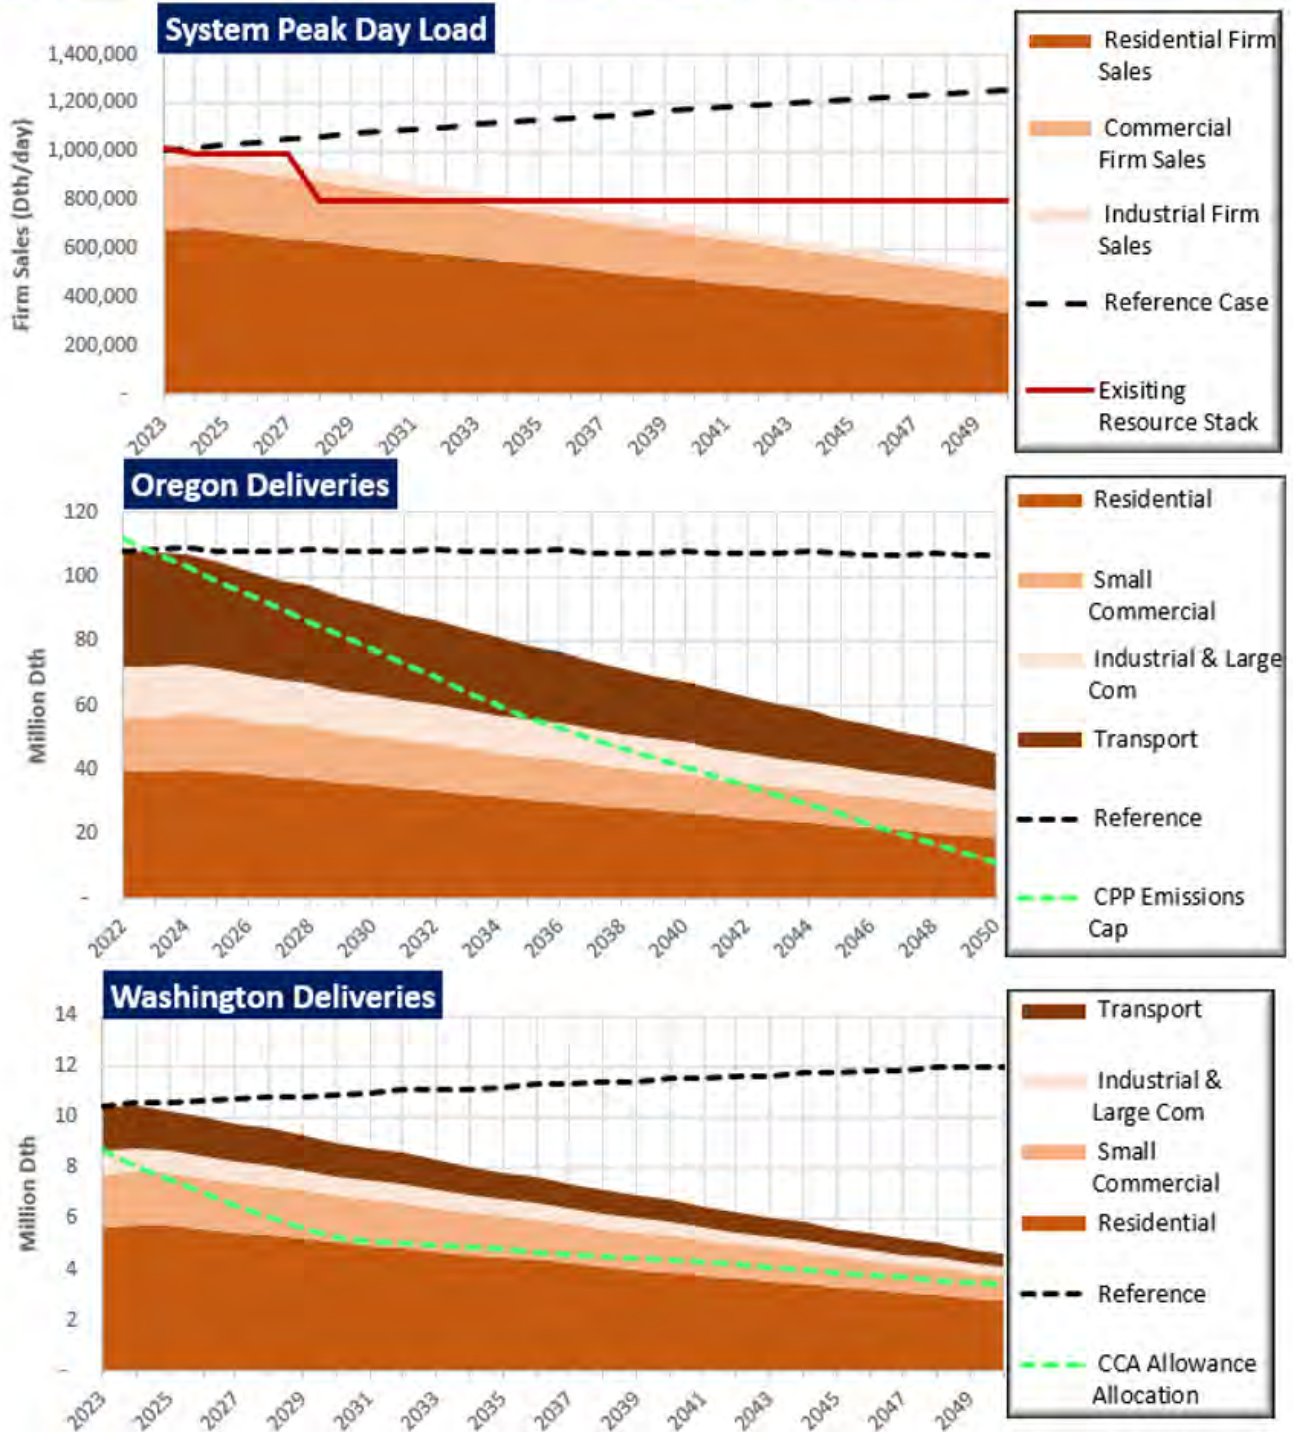 System Peak Day Load
Firm Sales (Dth/day)
1,400,000
1,200,000
1,000,000
800,000
600,000
400,000
200,000
-
2023
2025
2027
2029
2031
2033
2035
2037
2039
2041
2043
2045
2047
2049
Residential Firm
Sales
Commercial
Firm Sales
Industrial Firm
Sales
Reference Case
Exisiting
Resource Stack
Oregon Deliveries
Million Dth
120
100
80
60
40
20
-
2022
2024
2026
2028
2030
2032
2034
2036
2038
2040
2042
2044
2046
2048
2050
Residential
Small
Commercial
Industrial & Large
Com
Transport
Reference
CPP Emissions
Cap
Washington Deliveries
Million Dth
14
12
10
8
6
4
2
-
2023
2025
2027
2029
2031
2033
2035
2037
2039
2041
2043
2045
2047
2049
Transport
Industrial &
Large Com
Small
Commercial
Residential
Reference
CCA Allowance
Allocation